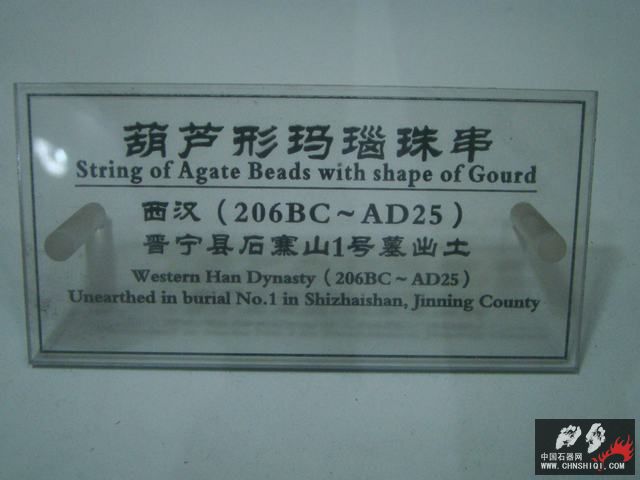 葫芦形玛瑙珠串
String of Agate Beads with shape of Gourd
西汉（206BC～AD25）
晋宁县石寨山1号墓出土
Western Han Dynasty（206BC～AD25）
Unearthed in burial No.1 in Shizhaishan, Jinning County
中国石器网
WWW.CHNSHIQI.COM